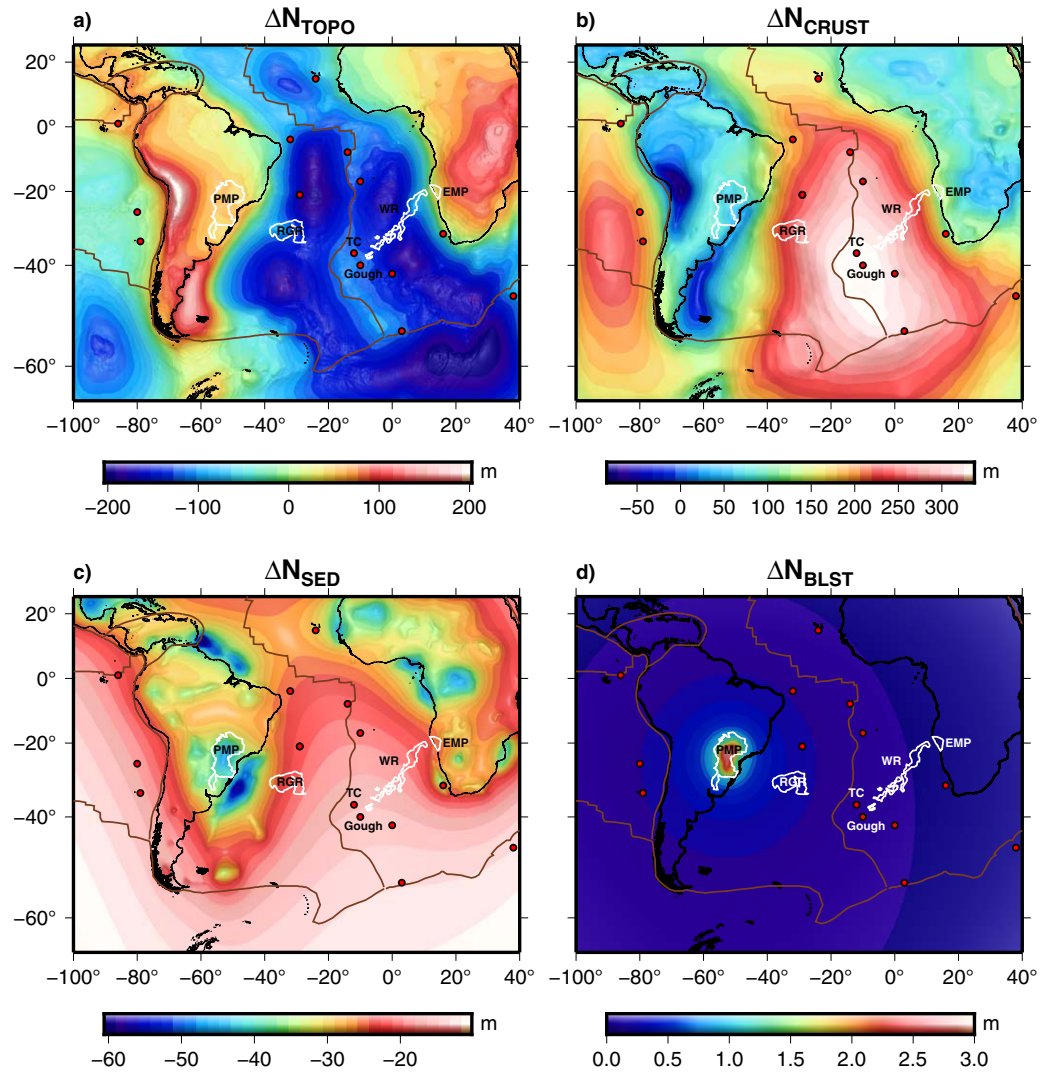 a) ΔN_TOPO
b) ΔN_CRUST
20°
0°
−20°
−40°
−60°
PMP
RGR
WR
EMP
TC
Gough
−100° −80° −60° −40° −20° 0° 20° 40°
−200 −100 0 100 200 m
20°
0°
−20°
−40°
−60°
PMP
RGR
WR
EMP
TC
Gough
−100° −80° −60° −40° −20° 0° 20° 40°
−50 0 50 100 150 200 250 300 m
c) ΔN_SED
d) ΔN_BLST
20°
0°
−20°
−40°
−60°
PMP
RGR
WR
EMP
TC
Gough
−100° −80° −60° −40° −20° 0° 20° 40°
−60 −50 −40 −30 −20 m
20°
0°
−20°
−40°
−60°
PMP
RGR
WR
EMP
TC
Gough
−100° −80° −60° −40° −20° 0° 20° 40°
0.0 0.5 1.0 1.5 2.0 2.5 3.0 m